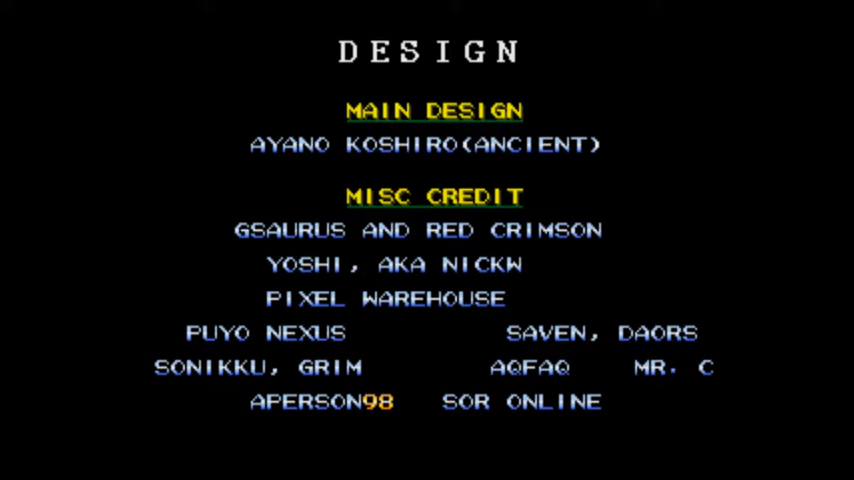 DESIGN
MAIN DESIGN
AYANO KOSHIRO(ANCIENT)
MISC CREDIT
GSAURUS AND RED CRIMSON
YOSHI, AKA NICKW
PIXEL WAREHOUSE
PUYO NEXUS SAVEN, DAORS
SONIKKU, GRIM AQFAQ MR. C
APERSON98 SOR ONLINE